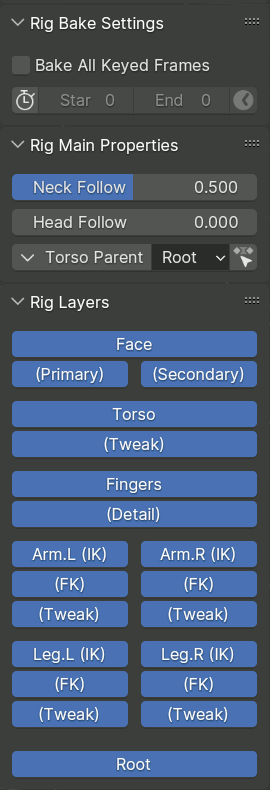 Rig Bake Settings
Bake All Keyed Frames
Star 0 End 0
Rig Main Properties
Neck Follow 0.500
Head Follow 0.000
Torso Parent Root
Rig Layers
Face
(Primary) (Secondary)
Torso
(Tweak)
Fingers
(Detail)
Arm.L (IK) Arm.R (IK)
(FK) (FK)
(Tweak) (Tweak)
Leg.L (IK) Leg.R (IK)
(FK) (FK)
(Tweak) (Tweak)
Root